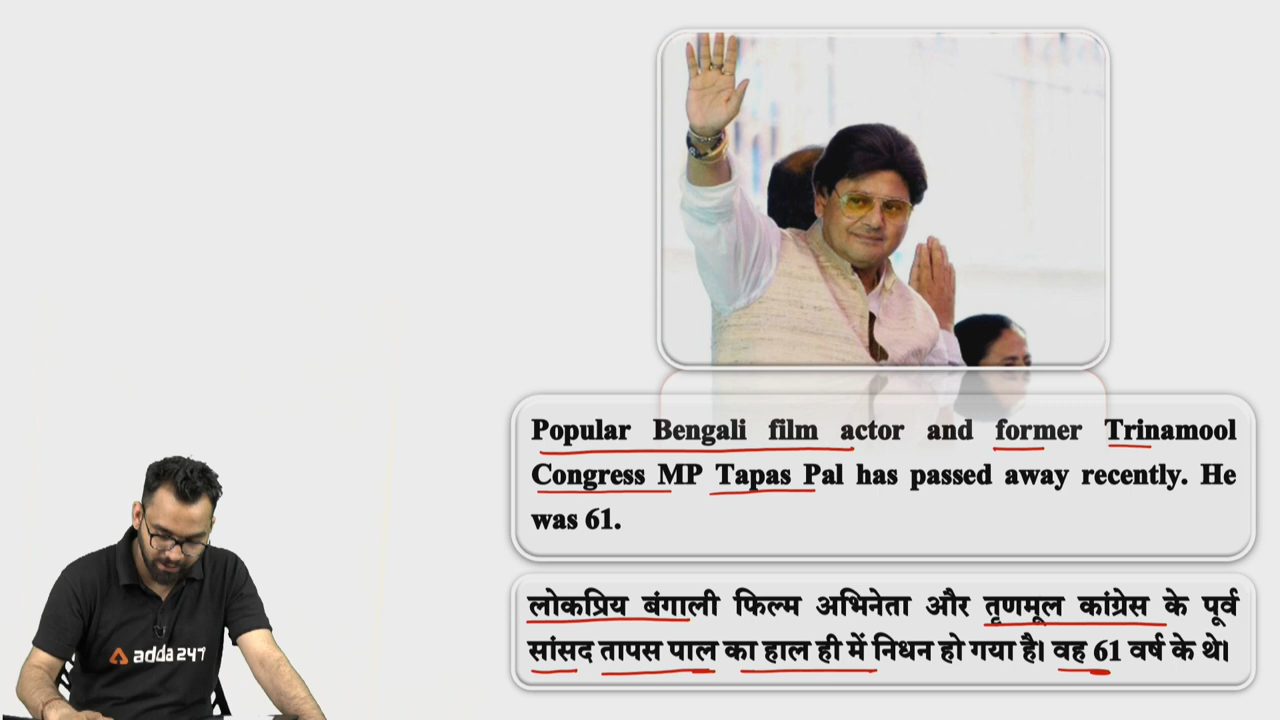 Popular Bengali film actor and former Trinamool
Congress MP Tapas Pal has passed away recently. He
was 61.
लोकप्रिय बंगाली फिल्म अभिनेता और तृणमूल कांग्रेस के पूर्व
सांसद तापस पाल का हाल ही में निधन हो गया है। वह 61 वर्ष के थे।
adda 247